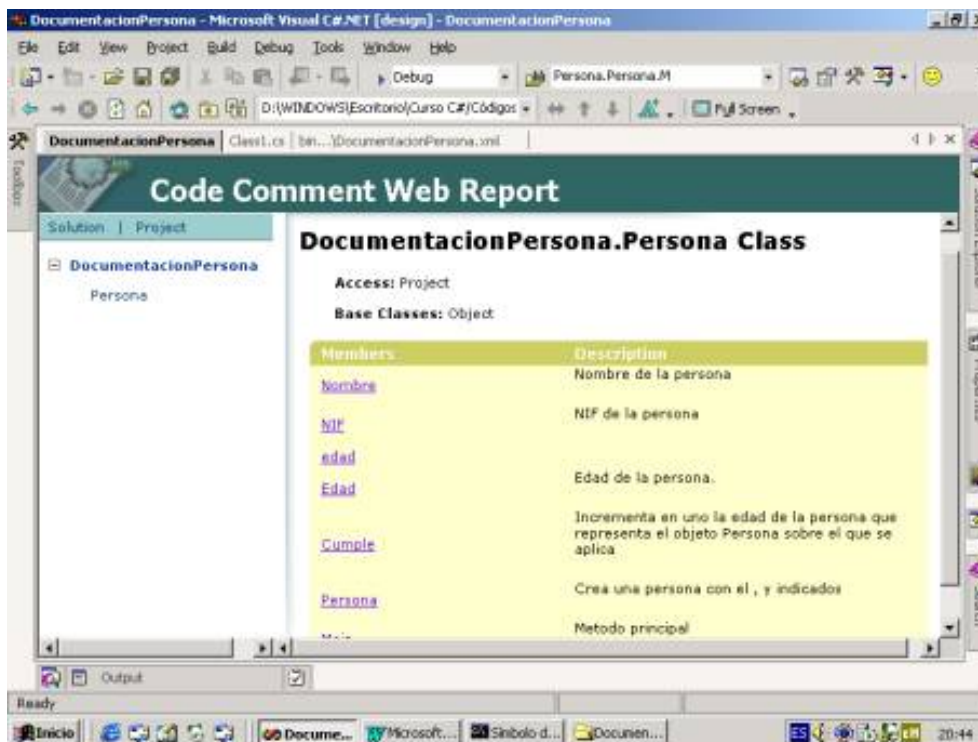 DocumentacionPersona - Microsoft Visual C#.NET [design] - DocumentacionPersona
File Edit View Project Build Debug Tools Window Help
Debug Persona.Persona.M
D:\WINDOWS\Escritorio\Curso C#/Códigos Full Screen
DocumentacionPersona Class1.cs bin...\DocumentacionPersona.xml
Toolbox
Code Comment Web Report
Solution | Project
DocumentacionPersona
Persona
DocumentacionPersona.Persona Class
Access: Project
Base Classes: Object
Members Description
Nombre Nombre de la persona
NIF NIF de la persona
edad
Edad Edad de la persona.
Cumple Incrementa en uno la edad de la persona que
representa el objeto Persona sobre el que se
aplica
Persona Crea una persona con el , y indicados
Metodo principal
Output
Ready
Inicio Docume... Microsoft... Símbolo d... Documen... ES 20:44